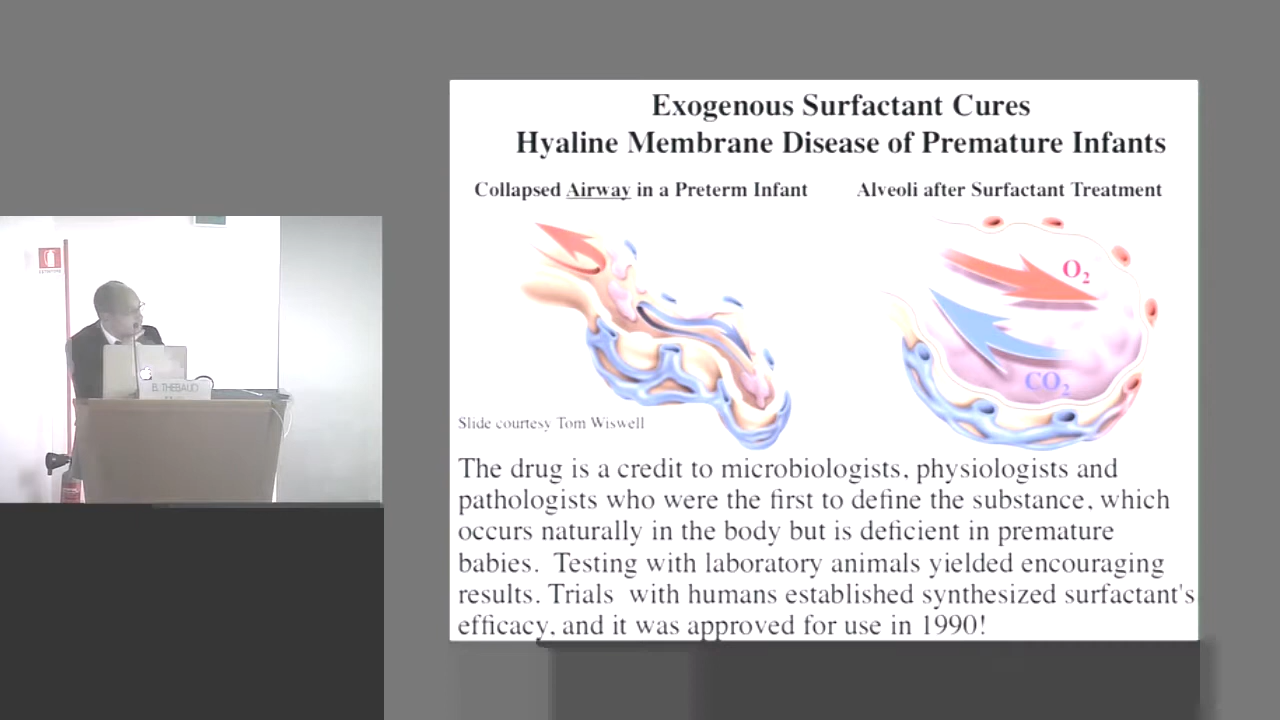 Exogenous Surfactant Cures
Hyaline Membrane Disease of Premature Infants
Collapsed Airway in a Preterm Infant
Alveoli after Surfactant Treatment
O₂
CO₂
Slide courtesy Tom Wiswell
The drug is a credit to microbiologists, physiologists and
pathologists who were the first to define the substance, which
occurs naturally in the body but is deficient in premature
babies.  Testing with laboratory animals yielded encouraging
results. Trials  with humans established synthesized surfactant's
efficacy, and it was approved for use in 1990!
B. THEBAUD